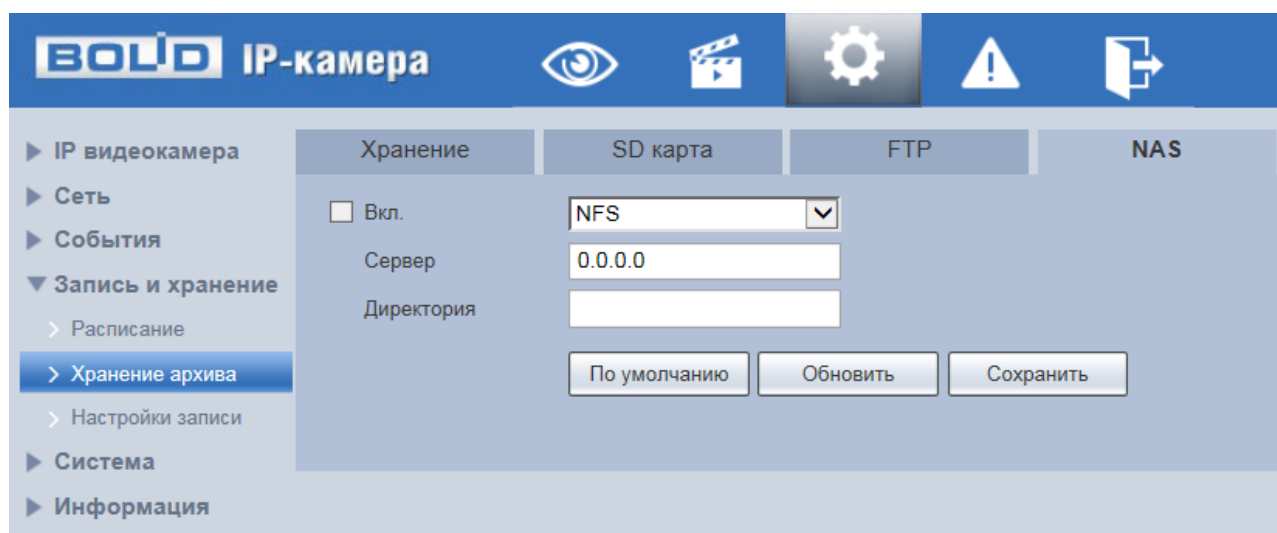 BOLID IP-камера
IP видеокамера
Сеть
События
Запись и хранение
Расписание
Хранение архива
Настройки записи
Система
Информация
Хранение SD карта FTP NAS
Вкл. NFS
Сервер 0.0.0.0
Директория
По умолчанию Обновить Сохранить